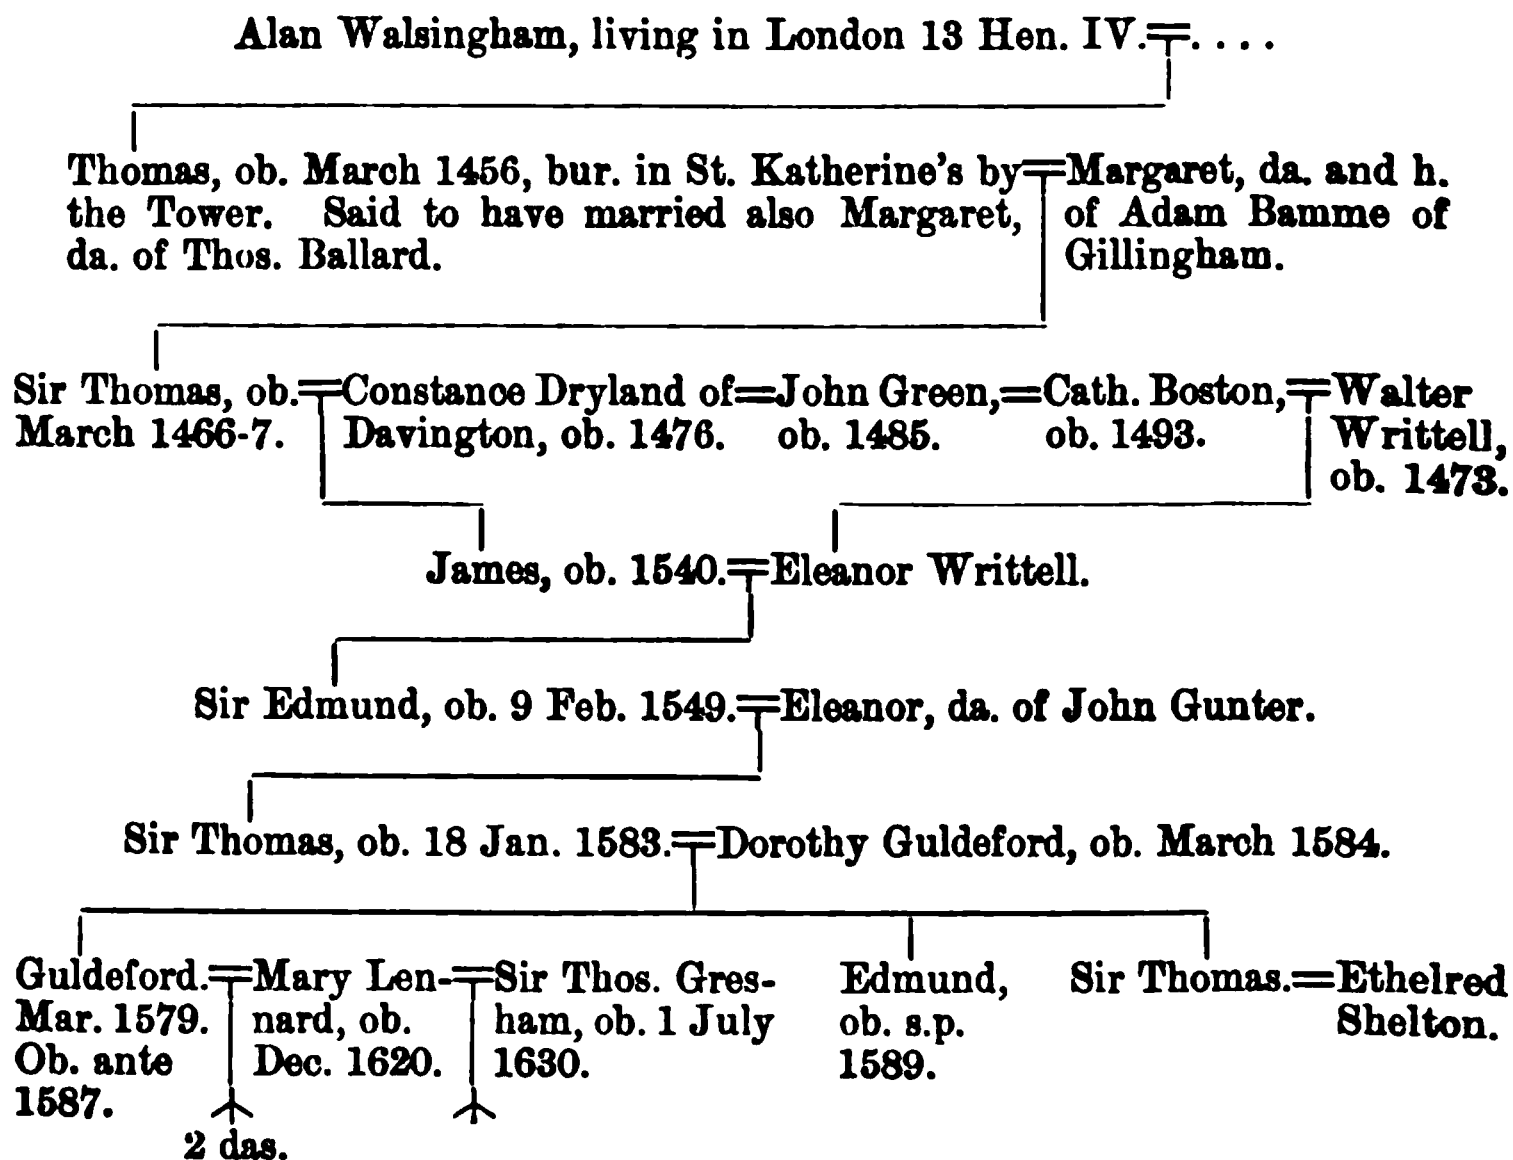 Alan Walsingham, living in London 13 Hen. IV.=....
Thomas, ob. March 1456, bur. in St. Katherine's by=Margaret, da. and h.
the Tower. Said to have married also Margaret, of Adam Bamme of
da. of Thos. Ballard. Gillingham.
Sir Thomas, ob.=Constance Dryland of=John Green,=Cath. Boston,=Walter
March 1466-7. Davington, ob. 1476. ob. 1485. ob. 1493. Writtell,
ob. 1473.
James, ob. 1540.=Eleanor Writtell.
Sir Edmund, ob. 9 Feb. 1549.=Eleanor, da. of John Gunter.
Sir Thomas, ob. 18 Jan. 1583.=Dorothy Guldeford, ob. March 1584.
Guldeford.=Mary Len-=Sir Thos. Gres- Edmund, Sir Thomas.=Ethelred
Mar. 1579. nard, ob. ham, ob. 1 July ob. s.p. Shelton.
Ob. ante Dec. 1620. 1630. 1589.
1587.
2 das.